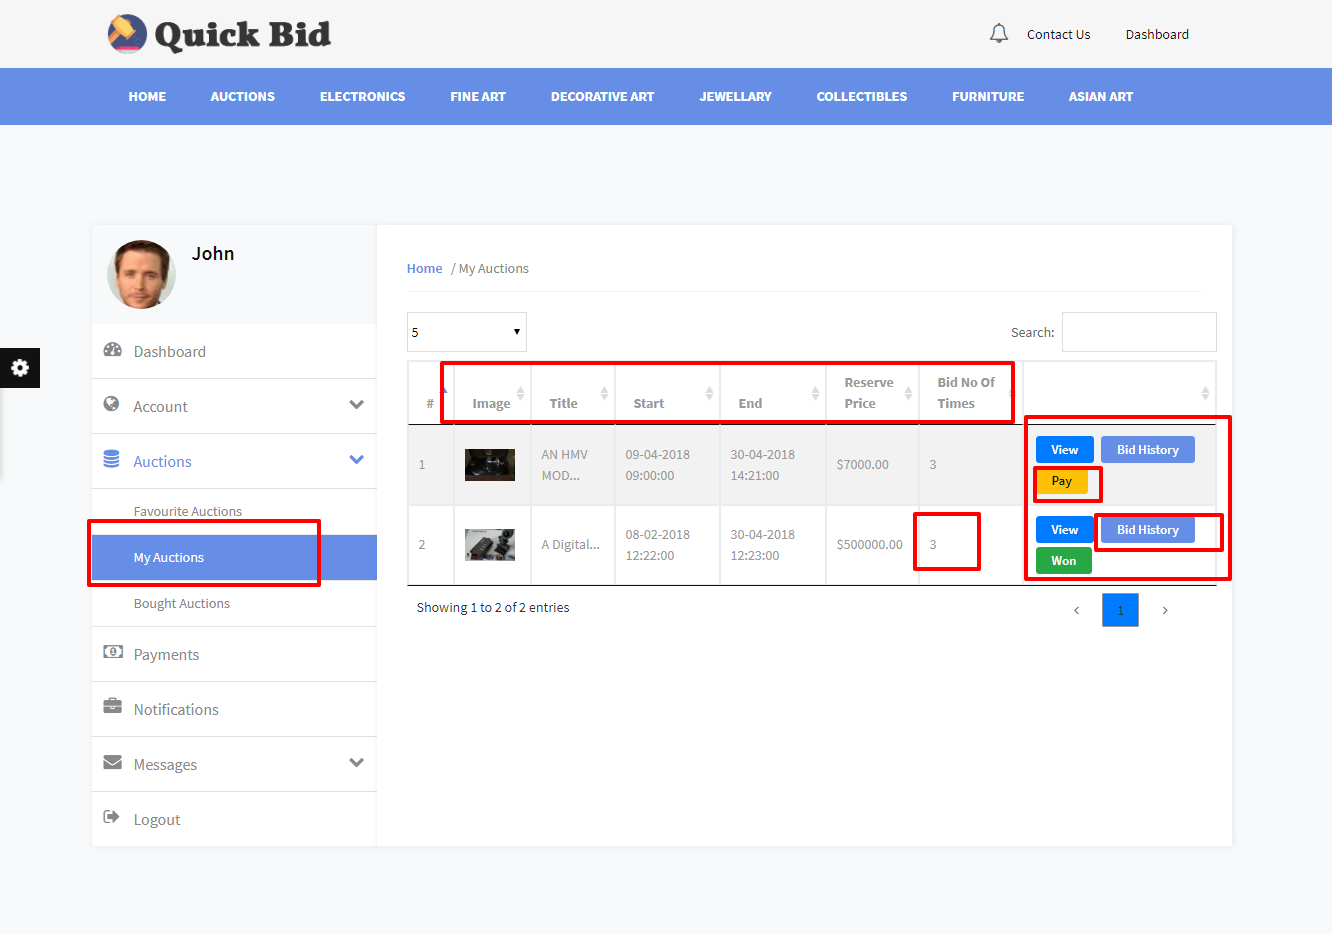 Quick Bid
Contact Us
Dashboard
HOME
AUCTIONS
ELECTRONICS
FINE ART
DECORATIVE ART
JEWELLARY
COLLECTIBLES
FURNITURE
ASIAN ART
John
Dashboard
Account
Auctions
Favourite Auctions
My Auctions
Bought Auctions
Payments
Notifications
Messages
Logout
Home / My Auctions
5
Search:
#
Image
Title
Start
End
Reserve
Price
Bid No Of
Times
1
AN HMV
MOD...
09-04-2018
09:00:00
30-04-2018
14:21:00
$7000.00
3
View
Bid History
Pay
2
A Digital...
08-02-2018
12:22:00
30-04-2018
12:23:00
$500000.00
3
View
Bid History
Won
Showing 1 to 2 of 2 entries
1